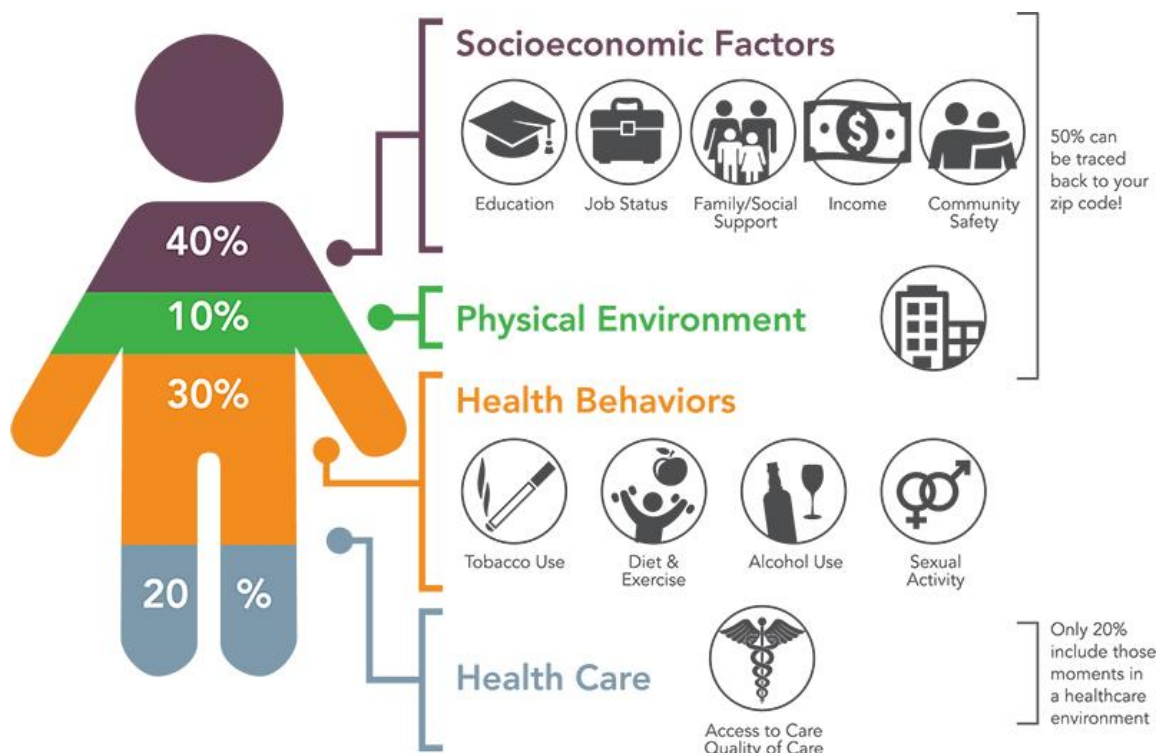 Socioeconomic Factors
Education
Job Status
Family/Social
Support
Income
Community
Safety
50% can
be traced
back to your
zip code!
40%
10%
Physical Environment
30%
Health Behaviors
Tobacco Use
Diet &
Exercise
Alcohol Use
Sexual
Activity
20 %
Health Care
Access to Care
Quality of Care
Only 20%
include those
moments in
a healthcare
environment